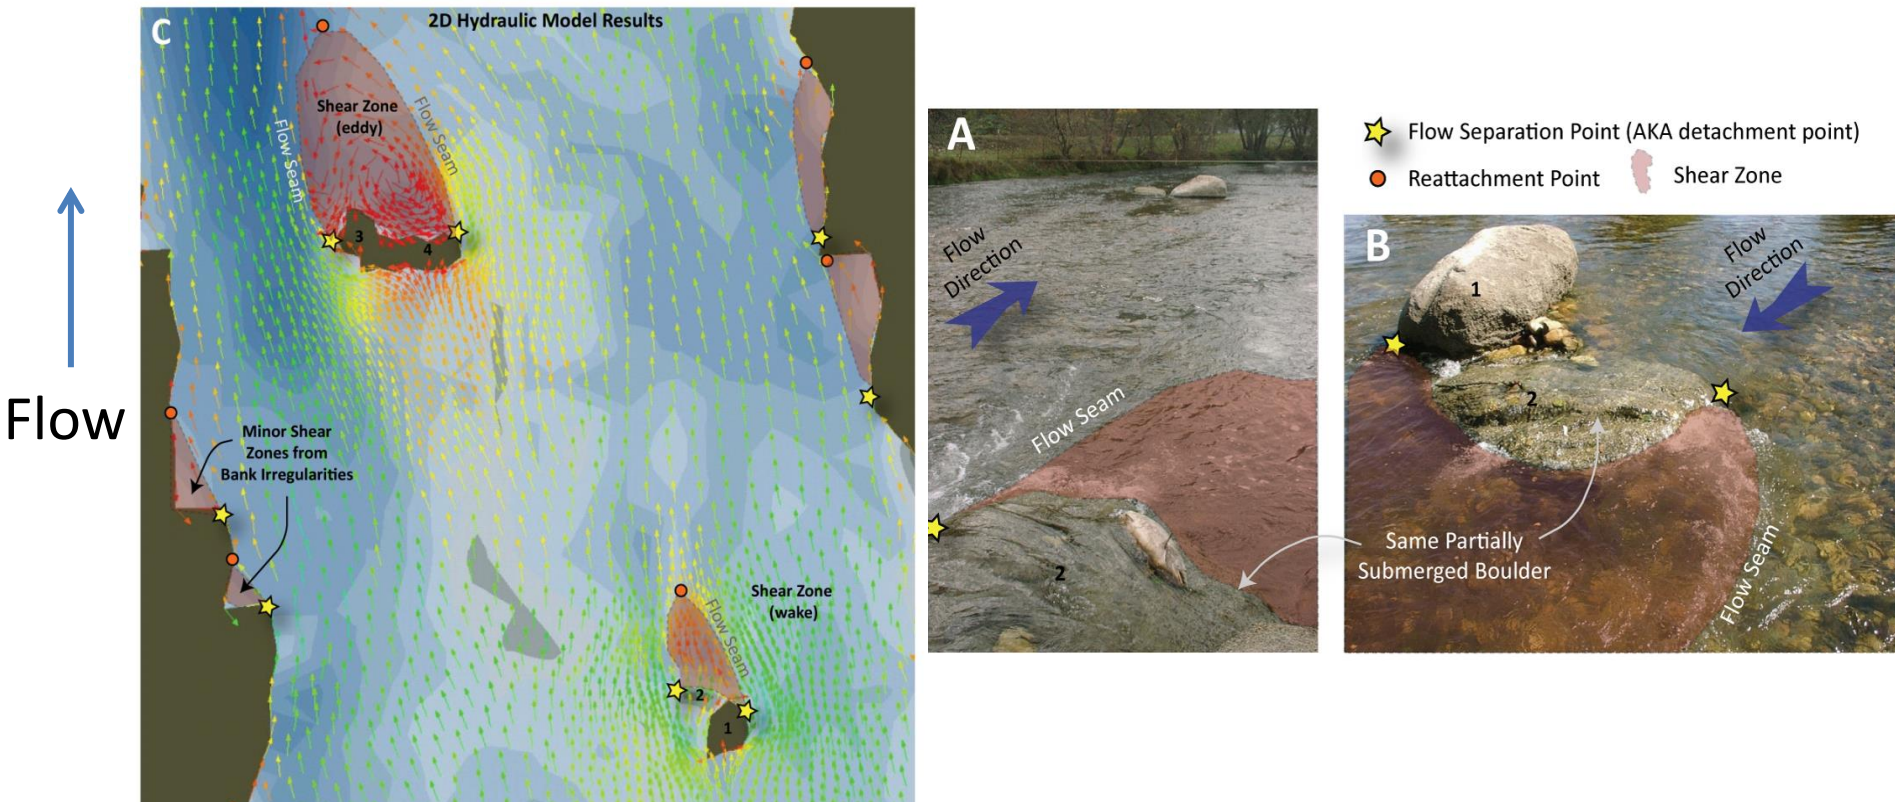 C
2D Hydraulic Model Results
Shear Zone
(eddy)
Flow Seam
Flow Seam
3
4
Flow
Minor Shear
Zones from
Bank Irregularities
Shear Zone
(wake)
Flow Seam
2
1
A
Flow
Direction
Flow Seam
2
Flow Separation Point (AKA detachment point)
Reattachment Point
Shear Zone
B
Flow
Direction
1
2
Same Partially
Submerged Boulder
Flow Seam